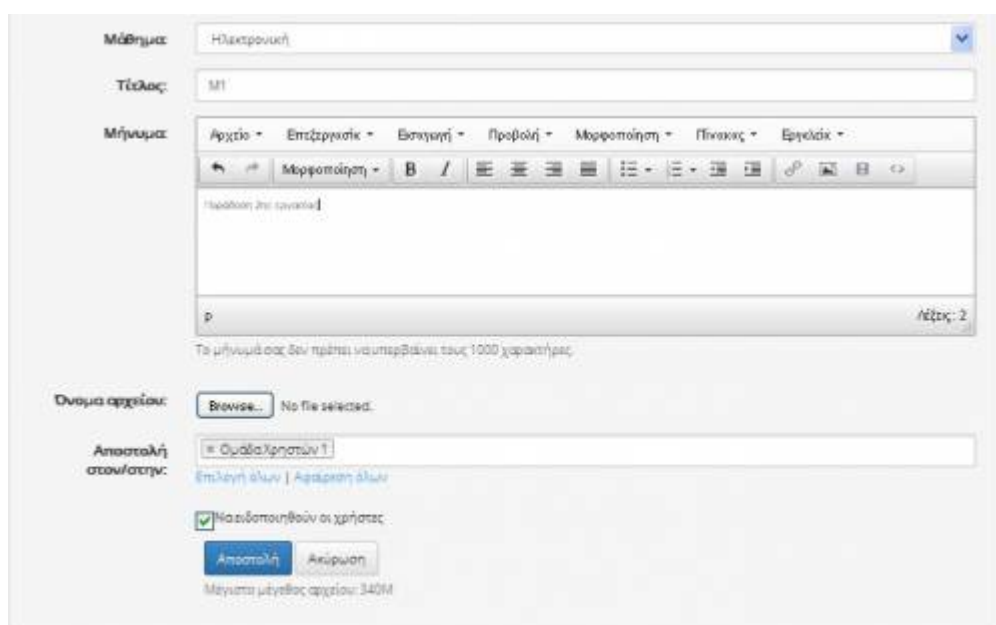 Μάθημα: Ηλεκτρονική
Τίτλος: M1
Μήνυμα: Αρχείο Επεξεργασία Εισαγωγή Προβολή Μορφοποίηση Πίνακας Εργαλεία
Μορφοποίηση B I
Παράδοση 2ης εργασίας
p Λέξεις: 2
Το μήνυμά σας δεν πρέπει να υπερβαίνει τους 1000 χαρακτήρες.
Όνομα αρχείου: Browse... No file selected.
Αποστολή στον/στην: × Ομάδα Χρηστών 1
Επιλογή όλων | Αφαίρεση όλων
Να ειδοποιηθούν οι χρήστες
Αποστολή Ακύρωση
Μέγιστο μέγεθος αρχείου: 340M